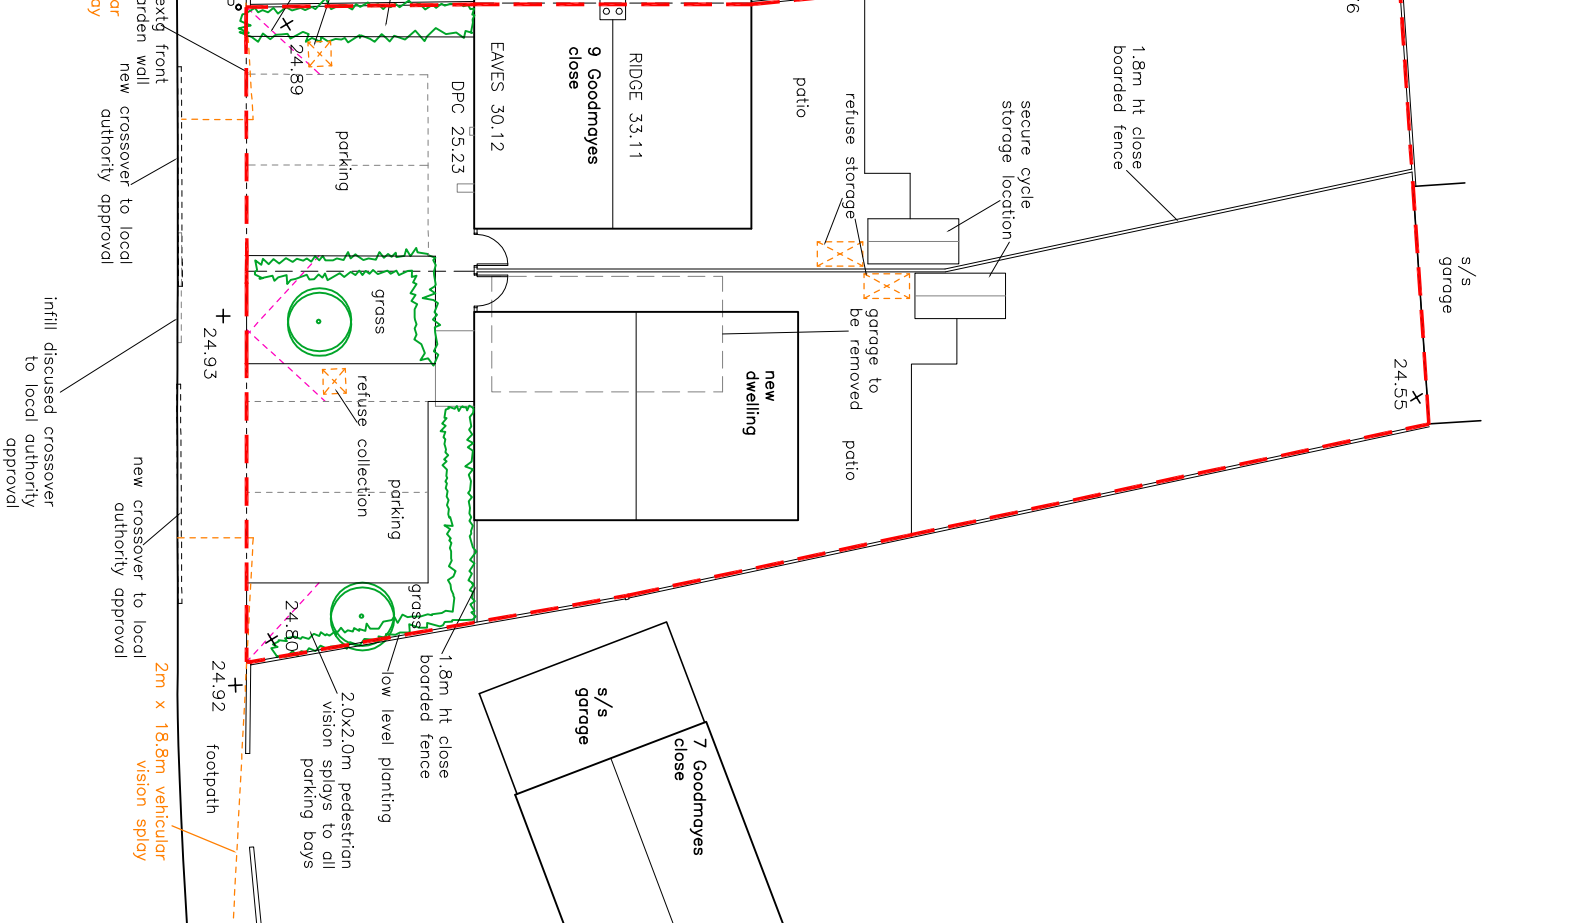 extg front
garden wall
new crossover to local
authority approval
24.89
parking
EAVES 30.12
DPC 25.23
9 Goodmayes
close
RIDGE 33.11
patio
refuse storage
secure cycle
storage location
1.8m ht close
boarded fence
s/s
garage
24.55
infill discused crossover
to local authority
approval
24.93
grass
refuse collection
parking
garage to
be removed
new
dwelling
patio
new crossover to local
authority approval
24.80
grass
24.92
footpath
2m x 18.8m vehicular
vision splay
2.0x2.0m pedestrian
vision splays to all
parking bays
low level planting
1.8m ht close
boarded fence
s/s
garage
7 Goodmayes
close